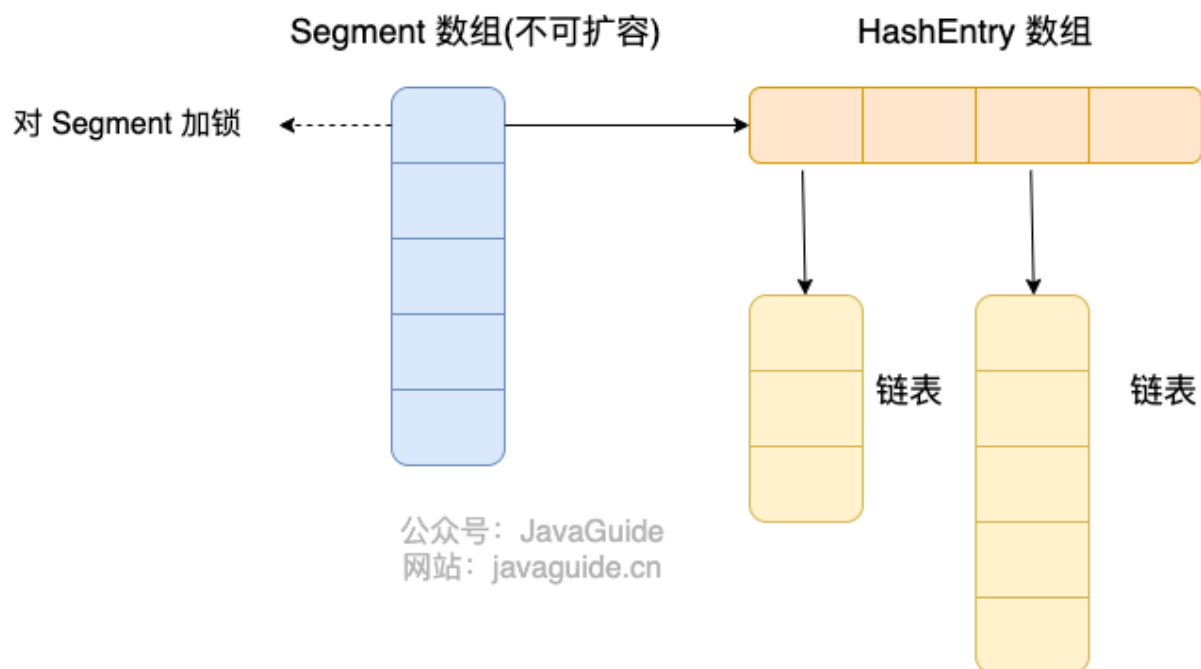 Segment 数组(不可扩容)
HashEntry 数组
对 Segment 加锁
链表
链表
公众号：JavaGuide
网站：javaguide.cn